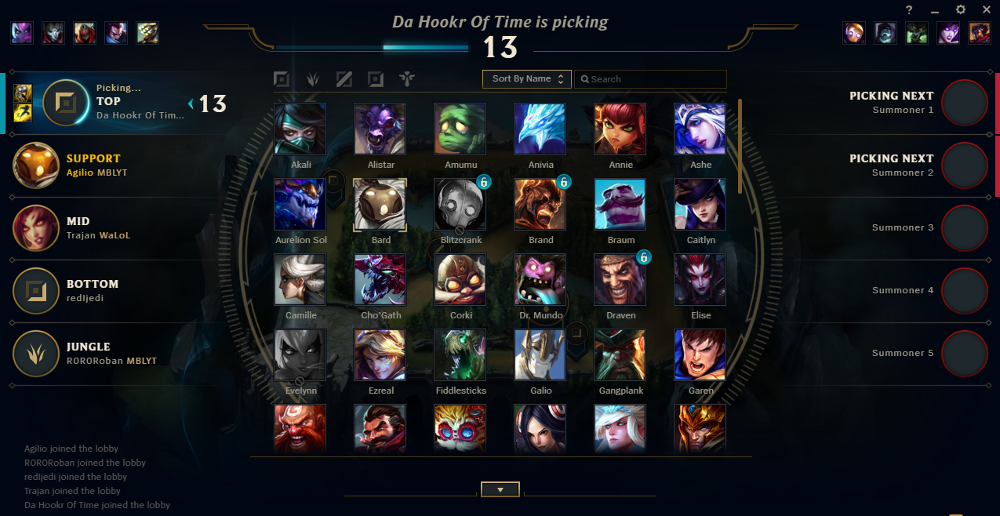 ?
Da Hookr Of Time is picking
13
Sort By Name
Search
Picking...
TOP
Da Hookr Of Tim...
13
SUPPORT
Agilio MBLYT
MID
Trajan WaLoL
BOTTOM
redIjedi
JUNGLE
R0R0Roban MBLYT
Akali
Alistar
Amumu
Anivia
Annie
Ashe
6
6
Aurelion Sol
Bard
Blitzcrank
Brand
Braum
Caitlyn
6
Camille
Cho'Gath
Corki
Dr. Mundo
Draven
Elise
Evelynn
Ezreal
Fiddlesticks
Galio
Gangplank
Garen
PICKING NEXT
Summoner 1
PICKING NEXT
Summoner 2
Summoner 3
Summoner 4
Summoner 5
Agilio joined the lobby
R0R0Roban joined the lobby
redIjedi joined the lobby
Trajan joined the lobby
Da Hookr Of Time joined the lobby